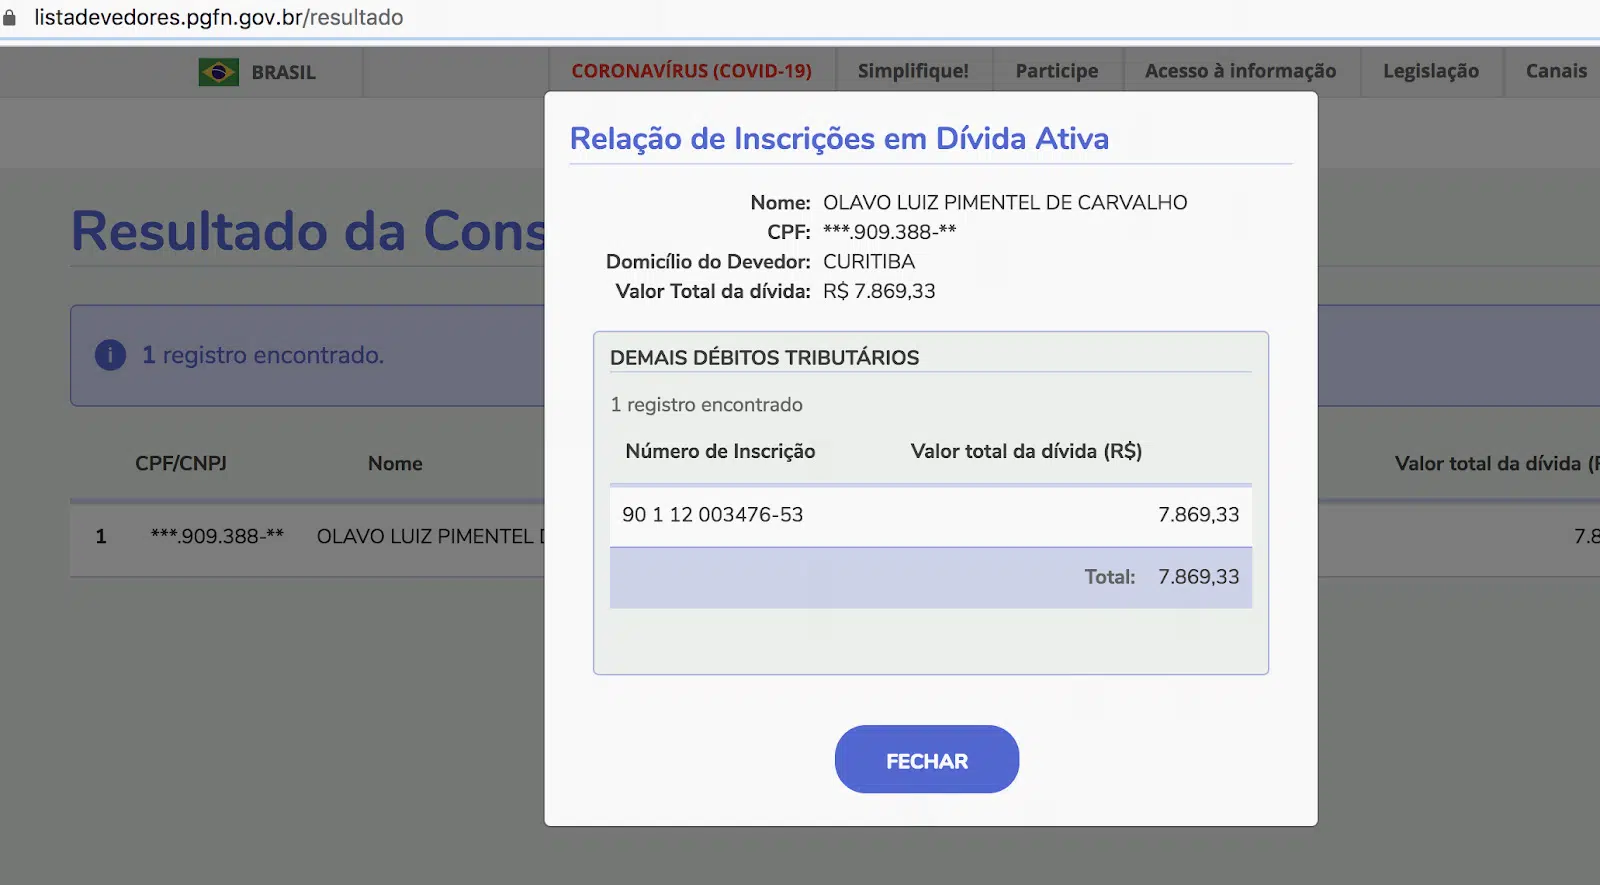 listadevedores.pgfn.gov.br/resultado
BRASIL
CORONAVÍRUS (COVID-19)
Simplifique!
Participe
Acesso à informação
Legislação
Canais
Relação de Inscrições em Dívida Ativa
Nome: OLAVO LUIZ PIMENTEL DE CARVALHO
CPF: ***.909.388-**
Domicílio do Devedor: CURITIBA
Valor Total da dívida: R$ 7.869,33
DEMAIS DÉBITOS TRIBUTÁRIOS
1 registro encontrado
Número de Inscrição Valor total da dívida (R$)
90 1 12 003476-53 7.869,33
Total: 7.869,33
FECHAR
Resultado da Cons
i
1 registro encontrado.
CPF/CNPJ Nome Valor total da dívida (
1 ***.909.388-** OLAVO LUIZ PIMENTEL 7.8